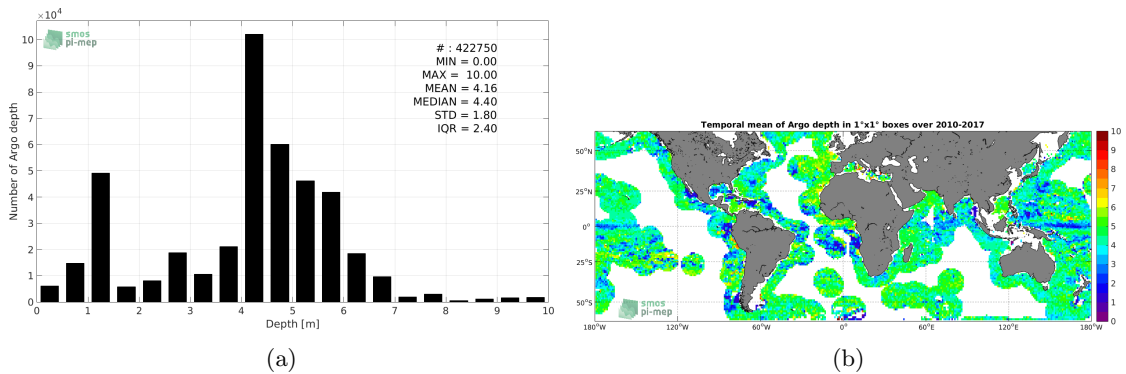 ×10⁴
smos
pi-mep
# : 422750
MIN = 0.00
MAX = 10.00
MEAN = 4.16
MEDIAN = 4.40
STD = 1.80
IQR = 2.40
10
9
8
7
6
5
4
3
2
1
0
Number of Argo depth
0 1 2 3 4 5 6 7 8 9 10
Depth [m]
(a)
Temporal mean of Argo depth in 1°x1° boxes over 2010-2017
50°N
25°N
0°
25°S
50°S
smos
pi-mep
180°W 120°W 60°W 0° 60°E 120°E 180°W
10
9
8
7
6
5
4
3
2
1
0
(b)